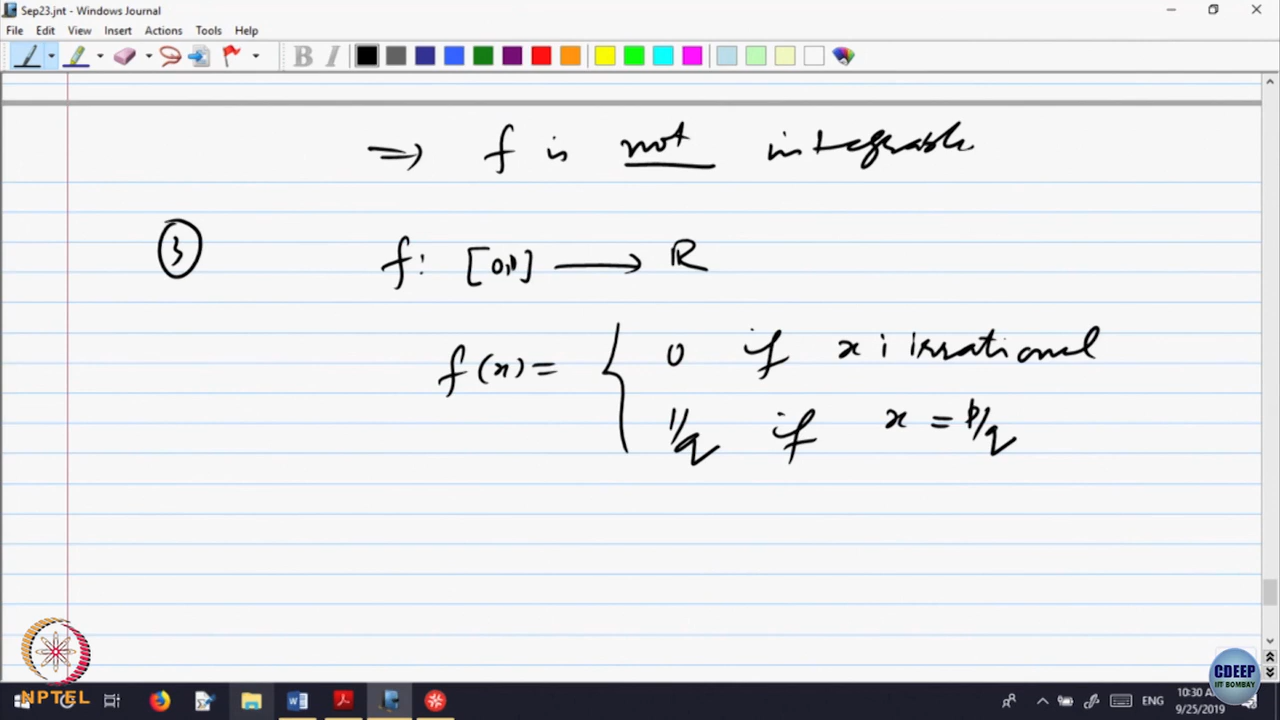 Sep23.jnt - Windows Journal
File Edit View Insert Actions Tools Help
B I
⇒ f is not integrable
③ f: [0,1] ⟶ ℝ
f(x) = { 0 if x i irrational
1/q if x = p/q
NPTEL
CDEEP
IIT BOMBAY
ENG
10:30 A
9/25/2019